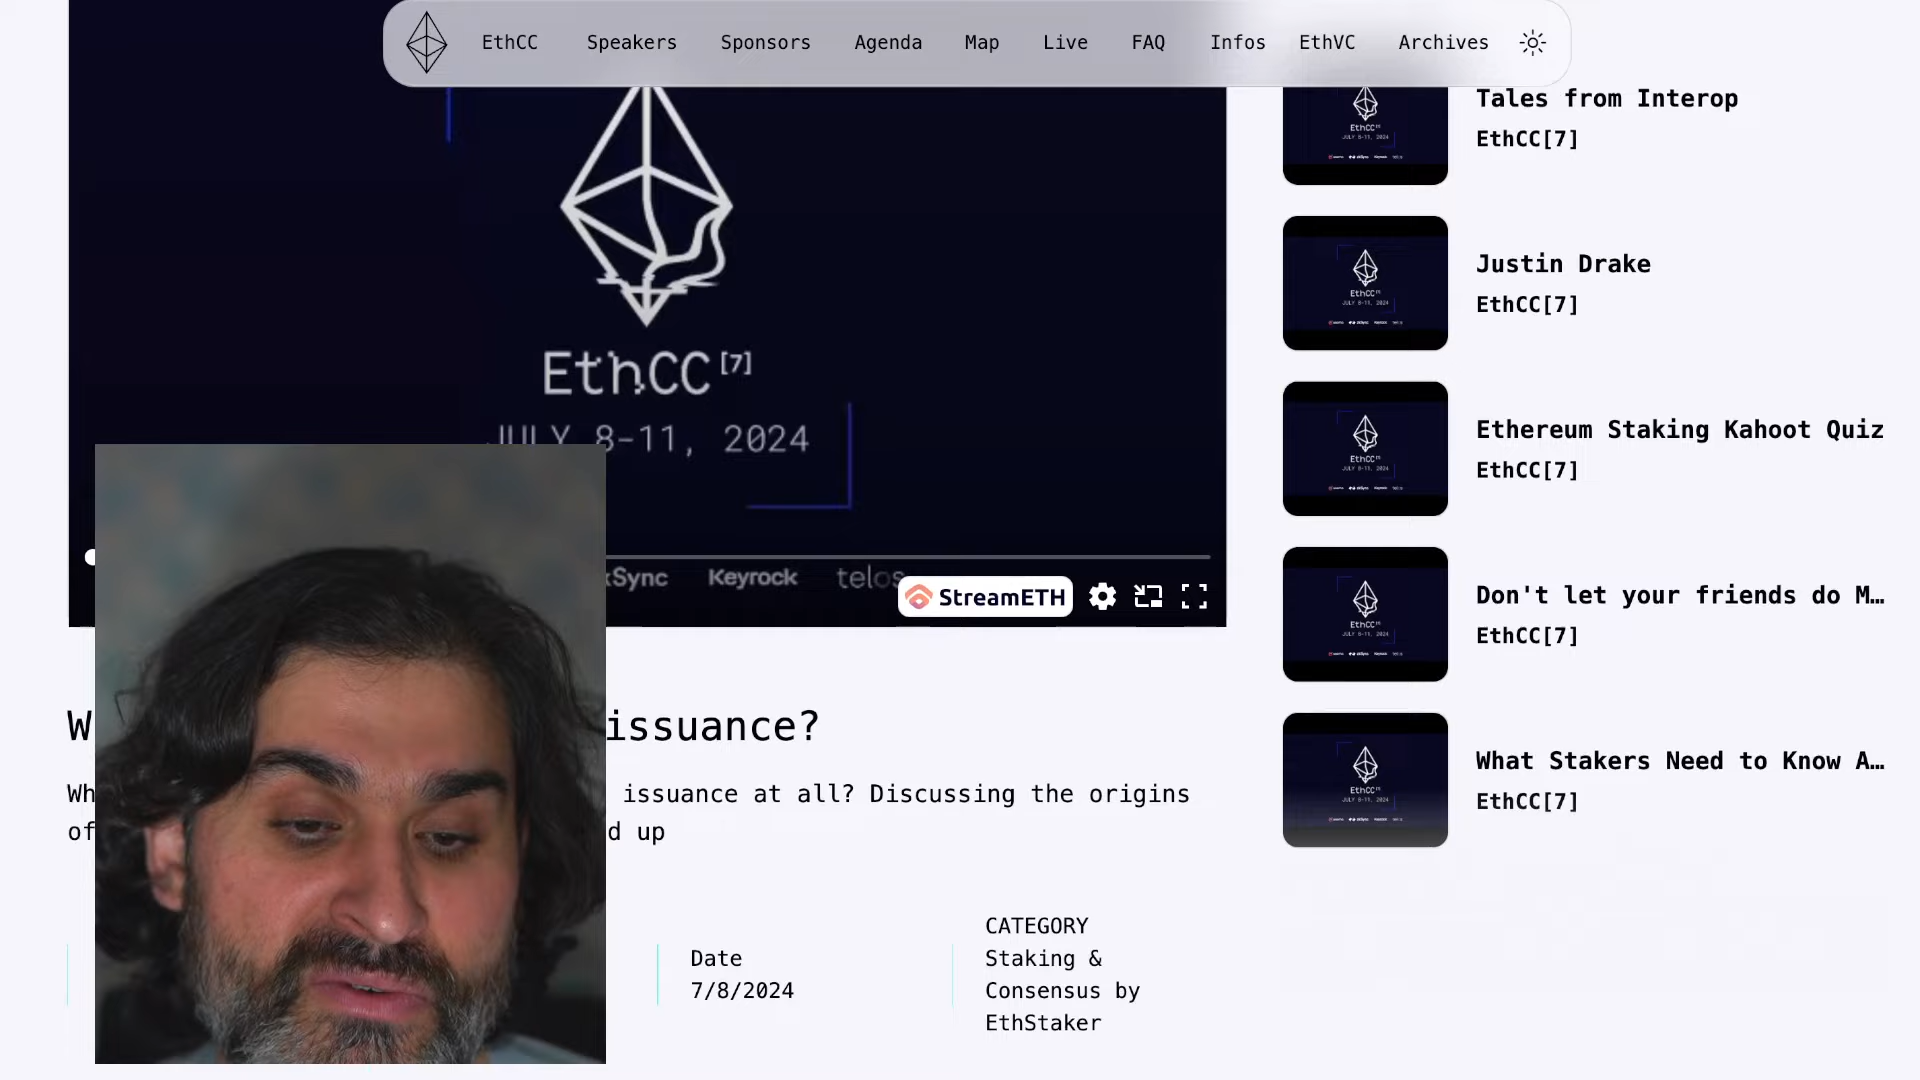 EthCC Speakers Sponsors Agenda Map Live FAQ Infos EthVC Archives
EthCC[7]
JULY 8-11, 2024
Sync Keyrock telos
StreamETH
issuance?
issuance at all? Discussing the origins
of d up
Date
7/8/2024
CATEGORY
Staking &
Consensus by
EthStaker
Tales from Interop
EthCC[7]
Justin Drake
EthCC[7]
Ethereum Staking Kahoot Quiz
EthCC[7]
Don't let your friends do M…
EthCC[7]
What Stakers Need to Know A…
EthCC[7]